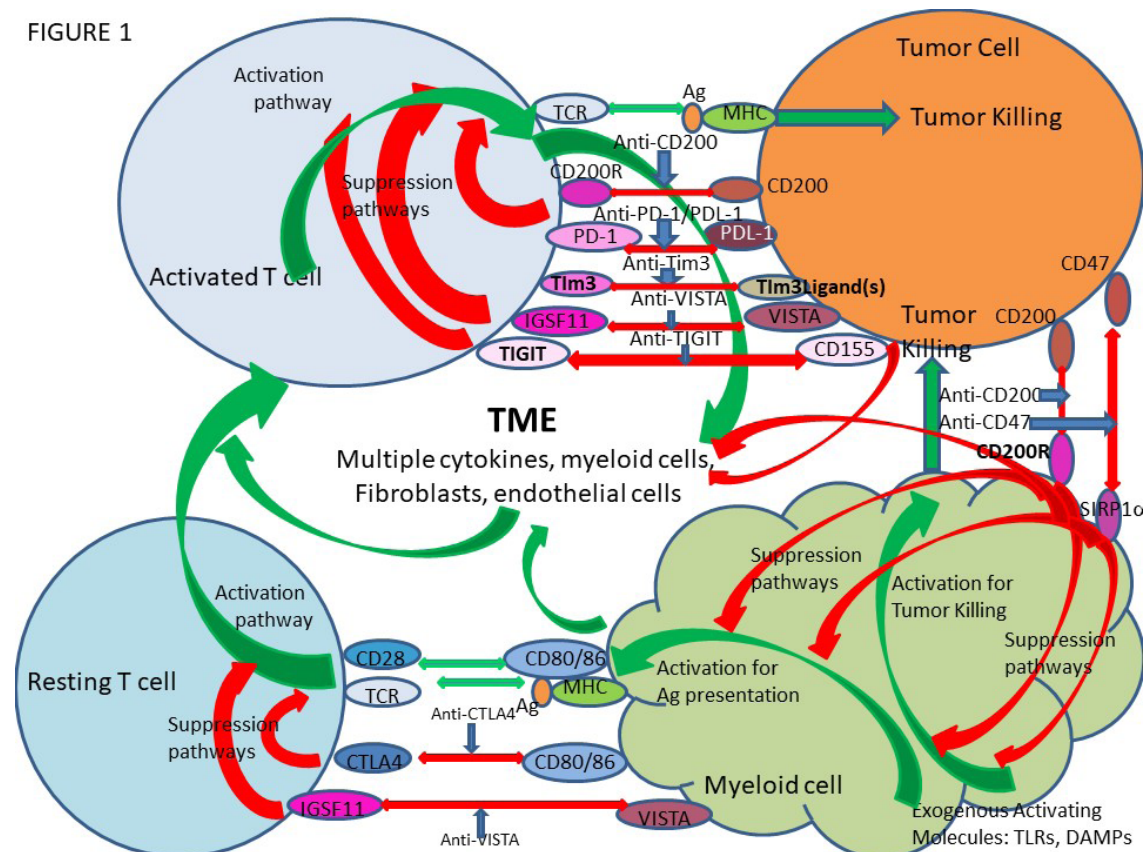 FIGURE 1
Tumor Cell
Activation
pathway
Ag
TCR
MHC
Tumor Killing
Anti-CD200
CD200R
CD200
Suppression
pathways
Anti-PD-1/PDL-1
PD-1
PDL-1
Activated T cell
Anti-Tim3
TIm3
TIm3Ligand(s)
Anti-VISTA
IGSF11
VISTA
Anti-TIGIT
TIGIT
CD155
CD47
CD200
Tumor
Killing
Anti-CD200
Anti-CD47
CD200R
SIRP1α
TME
Multiple cytokines, myeloid cells,
Fibroblasts, endothelial cells
Suppression
pathways
Activation for
Tumor Killing
Suppression
pathways
Activation
pathway
Resting T cell
CD28
CD80/86
TCR
Ag
MHC
Activation for
Ag presentation
Suppression
pathways
Anti-CTLA4
CTLA4
CD80/86
Myeloid cell
IGSF11
VISTA
Anti-VISTA
Exogenous Activating
Molecules: TLRs, DAMPs